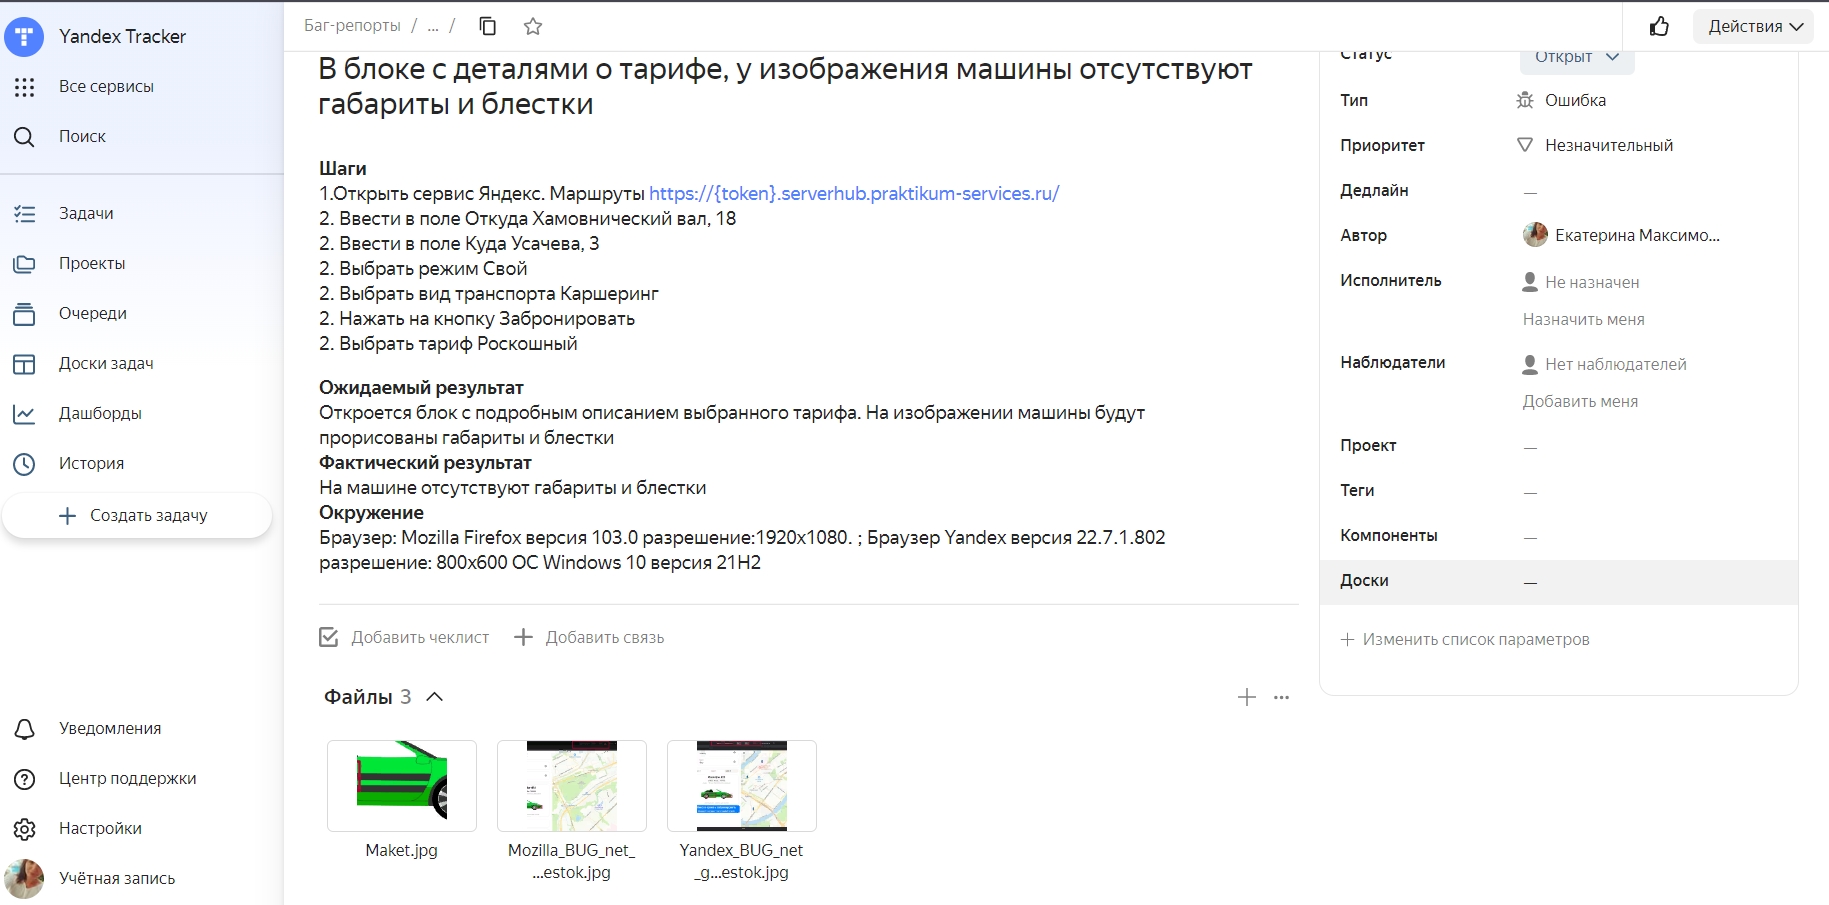 Yandex Tracker
Все сервисы
Поиск
Задачи
Проекты
Очереди
Доски задач
Дашборды
История
Создать задачу
Уведомления
Центр поддержки
Настройки
Учётная запись
Баг-репорты / ... /
Действия
В блоке с деталями о тарифе, у изображения машины отсутствуют
габариты и блестки
Шаги
1.Открыть сервис Яндекс. Маршруты https://{token}.serverhub.praktikum-services.ru/
2. Ввести в поле Откуда Хамовнический вал, 18
2. Ввести в поле Куда Усачева, 3
2. Выбрать режим Свой
2. Выбрать вид транспорта Каршеринг
2. Нажать на кнопку Забронировать
2. Выбрать тариф Роскошный
Ожидаемый результат
Откроется блок с подробным описанием выбранного тарифа. На изображении машины будут
прорисованы габариты и блестки
Фактический результат
На машине отсутствуют габариты и блестки
Окружение
Браузер: Mozilla Firefox версия 103.0 разрешение:1920x1080. ; Браузер Yandex версия 22.7.1.802
разрешение: 800x600 ОС Windows 10 версия 21H2
Добавить чеклист
Добавить связь
Файлы 3
Maket.jpg
Mozilla_BUG_net_
...estok.jpg
Yandex_BUG_net
_g...estok.jpg
Статус Открыт
Тип Ошибка
Приоритет Незначительный
Дедлайн —
Автор Екатерина Максимо...
Исполнитель Не назначен
Назначить меня
Наблюдатели Нет наблюдателей
Добавить меня
Проект —
Теги —
Компоненты —
Доски —
Изменить список параметров